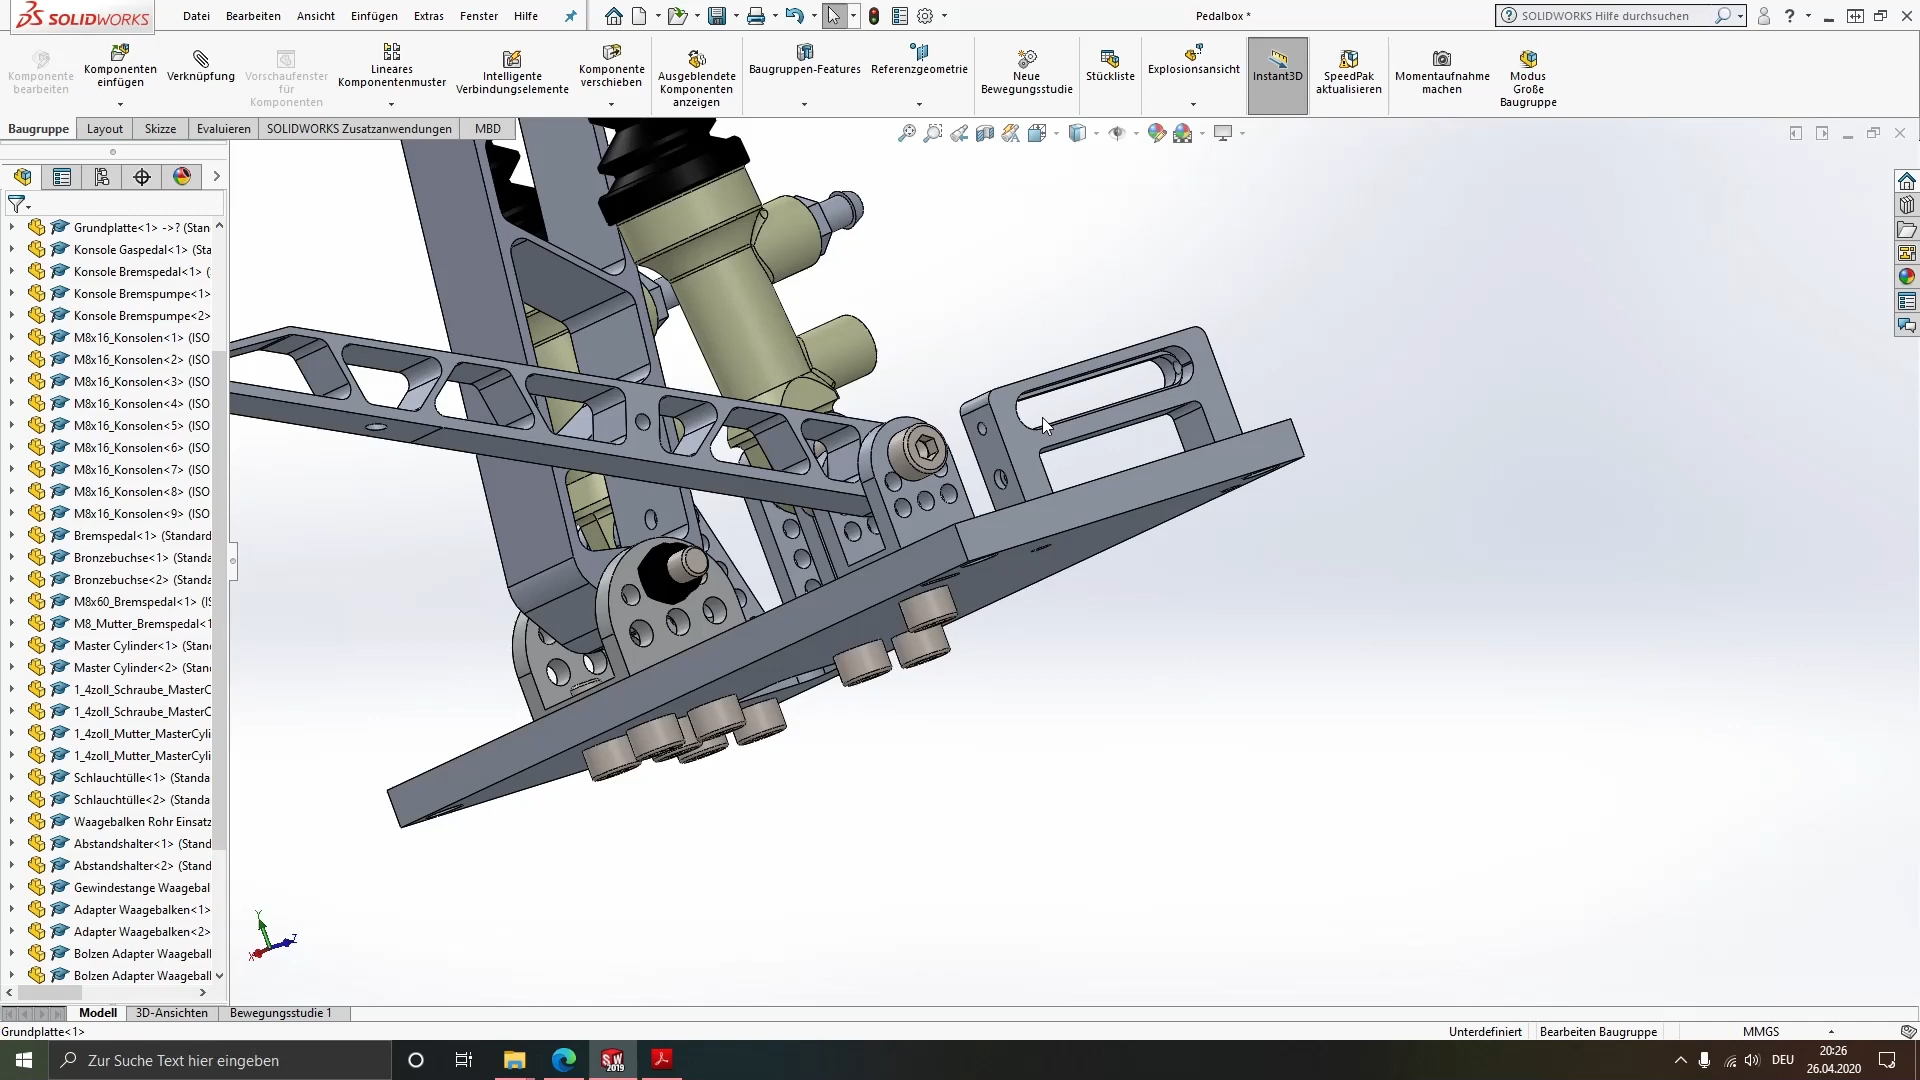 SOLIDWORKS
Datei Bearbeiten Ansicht Einfügen Extras Fenster Hilfe
Pedalbox *
SOLIDWORKS Hilfe durchsuchen
Komponente bearbeiten
Komponenten einfügen
Verknüpfung
Vorschaufenster für Komponenten
Lineares Komponentenmuster
Intelligente Verbindungselemente
Komponente verschieben
Ausgeblendete Komponenten anzeigen
Baugruppen-Features
Referenzgeometrie
Neue Bewegungsstudie
Stückliste
Explosionsansicht
Instant3D
SpeedPak aktualisieren
Momentaufnahme machen
Modus Große Baugruppe
Baugruppe Layout Skizze Evaluieren SOLIDWORKS Zusatzanwendungen MBD
Grundplatte<1> ->? (Stan
Konsole Gaspedal<1> (Sta
Konsole Bremspedal<1> (
Konsole Bremspumpe<1>
Konsole Bremspumpe<2>
M8x16_Konsolen<1> (ISO
M8x16_Konsolen<2> (ISO
M8x16_Konsolen<3> (ISO
M8x16_Konsolen<4> (ISO
M8x16_Konsolen<5> (ISO
M8x16_Konsolen<6> (ISO
M8x16_Konsolen<7> (ISO
M8x16_Konsolen<8> (ISO
M8x16_Konsolen<9> (ISO
Bremspedal<1> (Standard
Bronzebuchse<1> (Standa
Bronzebuchse<2> (Standa
M8x60_Bremspedal<1> (IS
M8_Mutter_Bremspedal<1
Master Cylinder<1> (Stan
Master Cylinder<2> (Stan
1_4zoll_Schraube_MasterC
1_4zoll_Schraube_MasterC
1_4zoll_Mutter_MasterCyli
1_4zoll_Mutter_MasterCyli
Schlauchtülle<1> (Standa
Schlauchtülle<2> (Standa
Waagebalken Rohr Einsatz
Abstandshalter<1> (Stand
Abstandshalter<2> (Stand
Gewindestange Waagebal
Adapter Waagebalken<1>
Adapter Waagebalken<2>
Bolzen Adapter Waageball
Bolzen Adapter Waageball
Y
Z
X
Modell 3D-Ansichten Bewegungsstudie 1
Grundplatte<1>
Unterdefiniert Bearbeiten Baugruppe MMGS
Zur Suche Text hier eingeben
SW 2019
DEU
20:26
26.04.2020